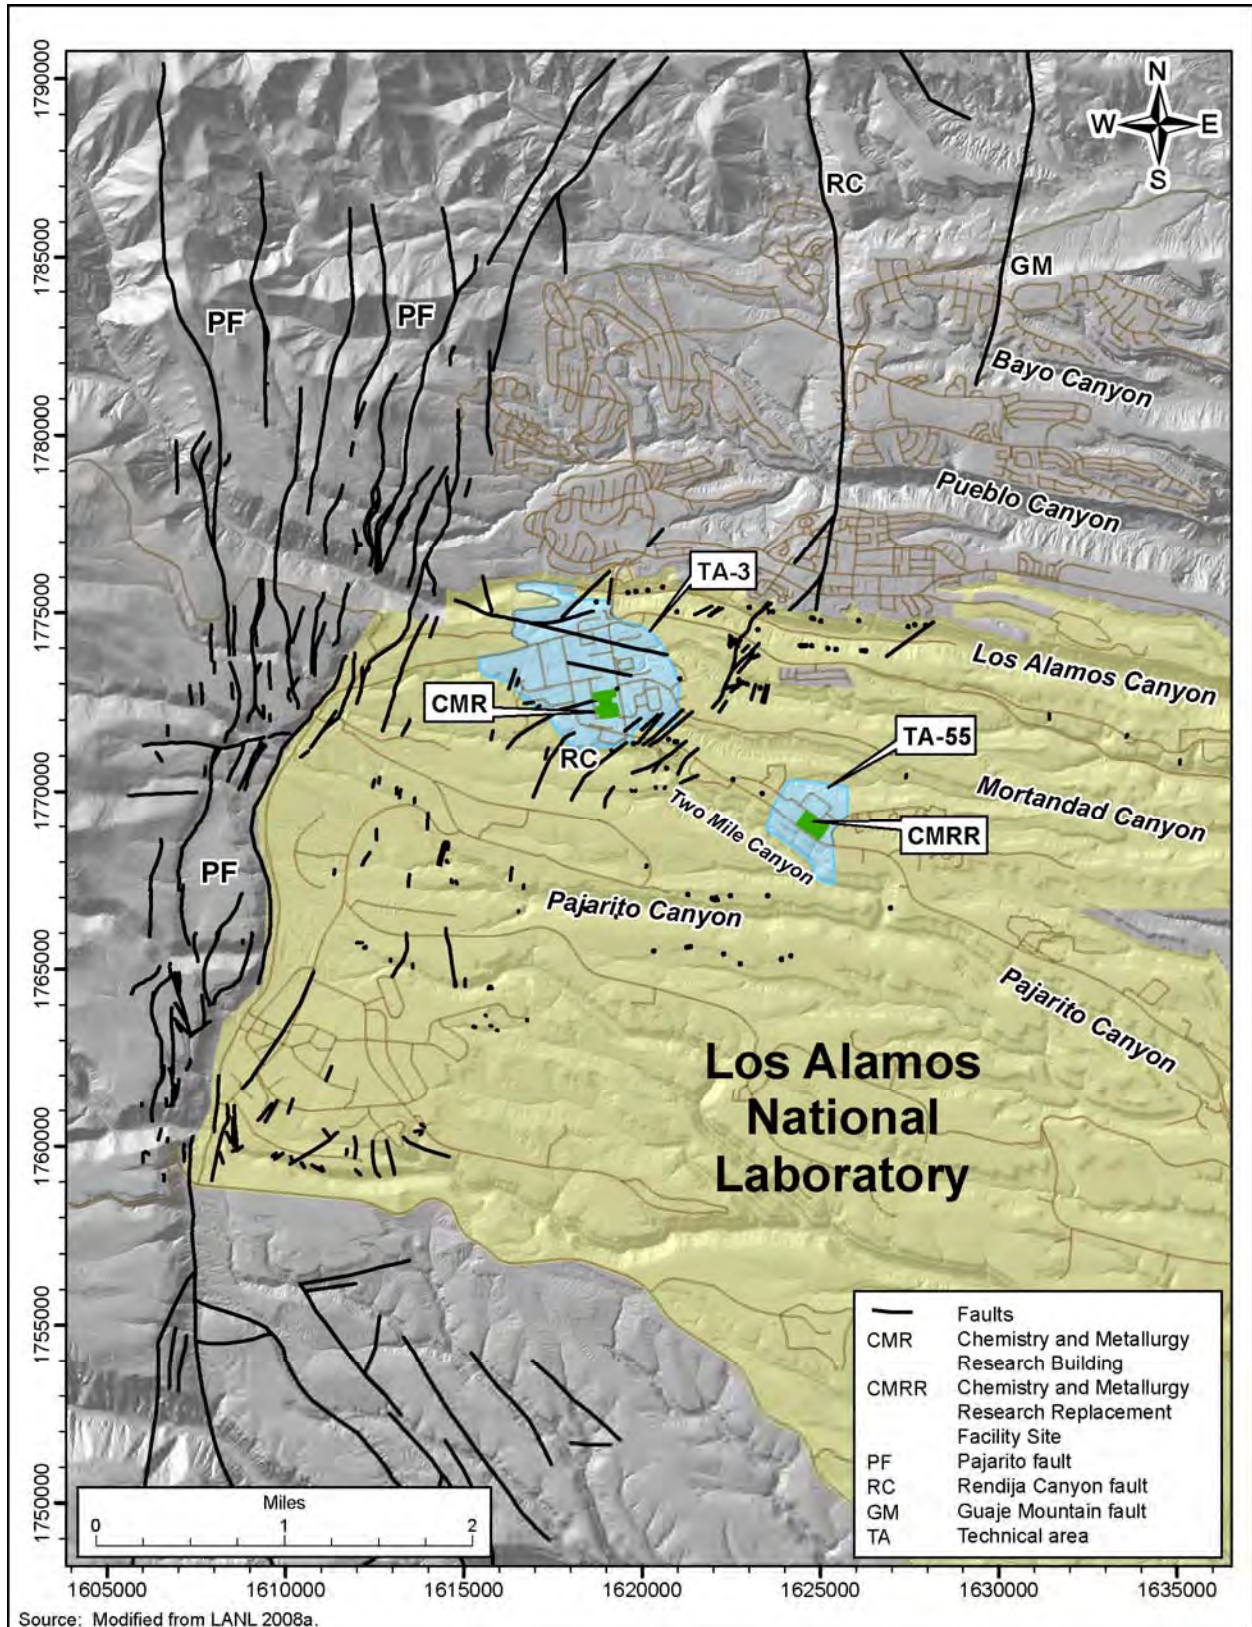 1790000
N
W
E
S
RC
1785000
GM
PF
PF
Bayo Canyon
1780000
Pueblo Canyon
TA-3
1775000
Los Alamos Canyon
CMR
TA-55
RC
1770000
Mortandad Canyon
Two Mile Canyon
CMRR
PF
Pajarito Canyon
1765000
Pajarito Canyon
Los Alamos
National
Laboratory
1760000
1755000
1750000
Faults
CMR Chemistry and Metallurgy
Research Building
CMRR Chemistry and Metallurgy
Research Replacement
Facility Site
PF Pajarito fault
RC Rendija Canyon fault
GM Guaje Mountain fault
TA Technical area
Miles
0 1 2
1605000 1610000 1615000 1620000 1625000 1630000 1635000
Source: Modified from LANL 2008a.